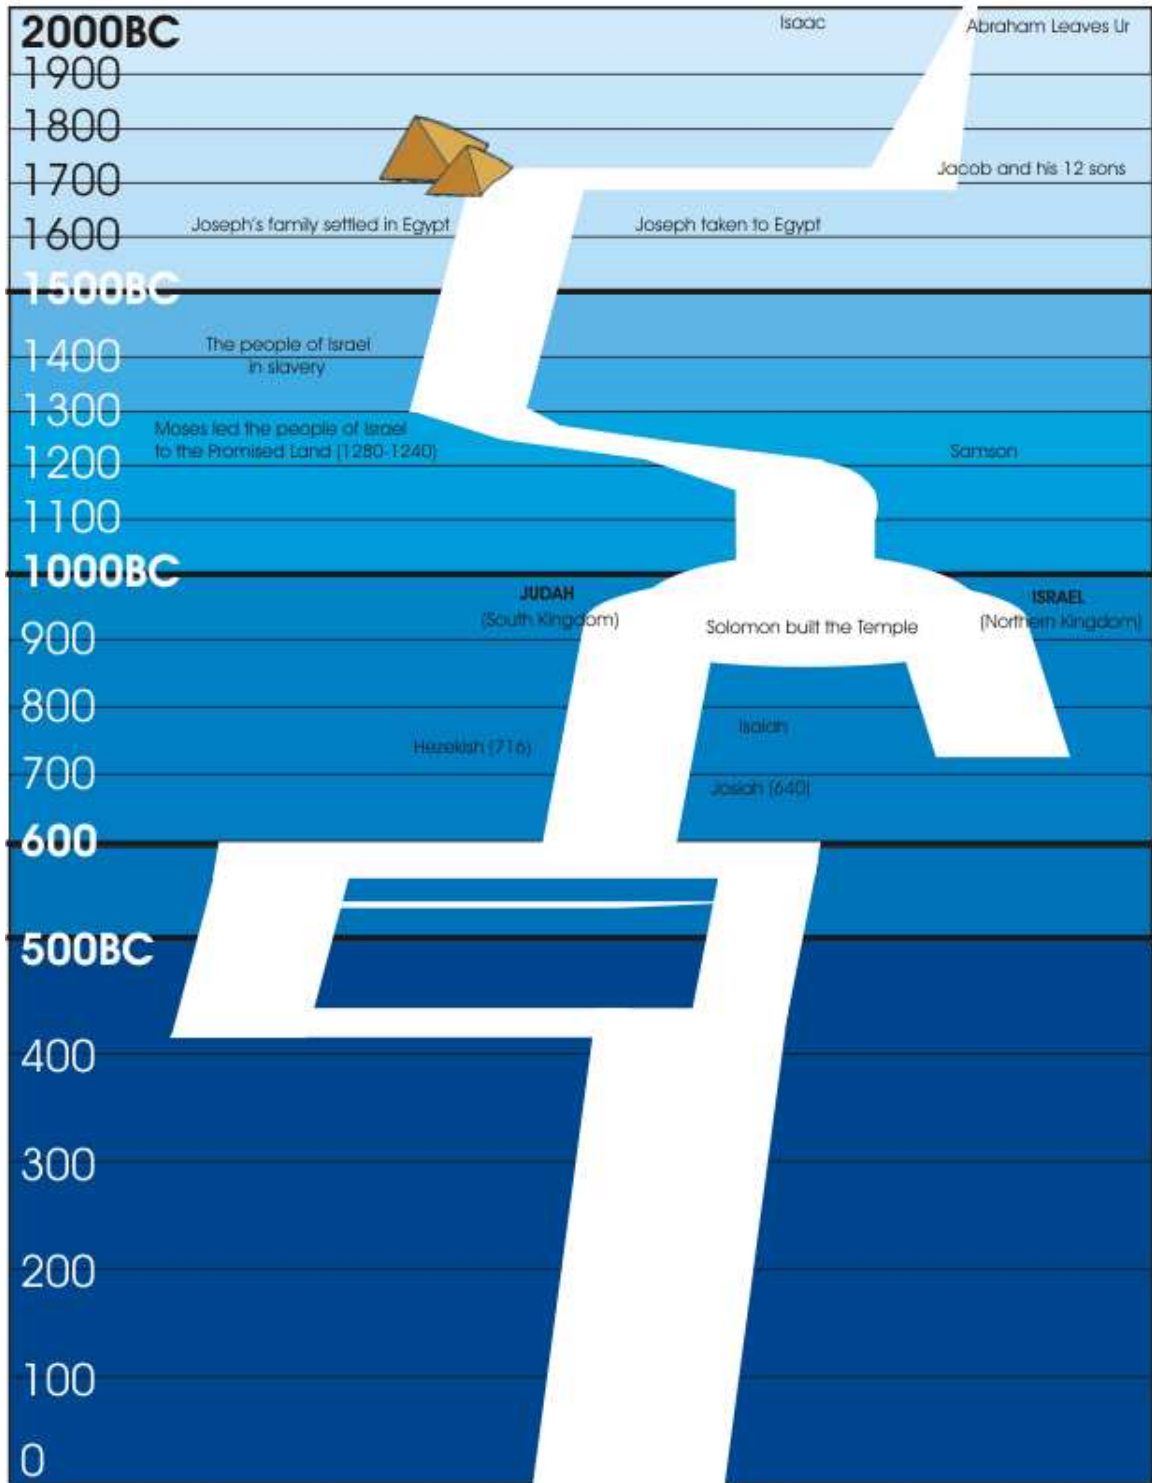 2000BC
Isaac
Abraham Leaves Ur
1900
1800
Jacob and his 12 sons
1700
Joseph's family settled in Egypt
Joseph taken to Egypt
1600
1500BC
The people of Israel
in slavery
1400
1300
Moses led the people of Israel
to the Promised Land (1280-1240)
Samson
1200
1100
1000BC
JUDAH
(South Kingdom)
ISRAEL
(Northern Kingdom)
Solomon built the Temple
900
800
Isaiah
Hezekish (716)
700
Josiah (640)
600
500BC
400
300
200
100
0